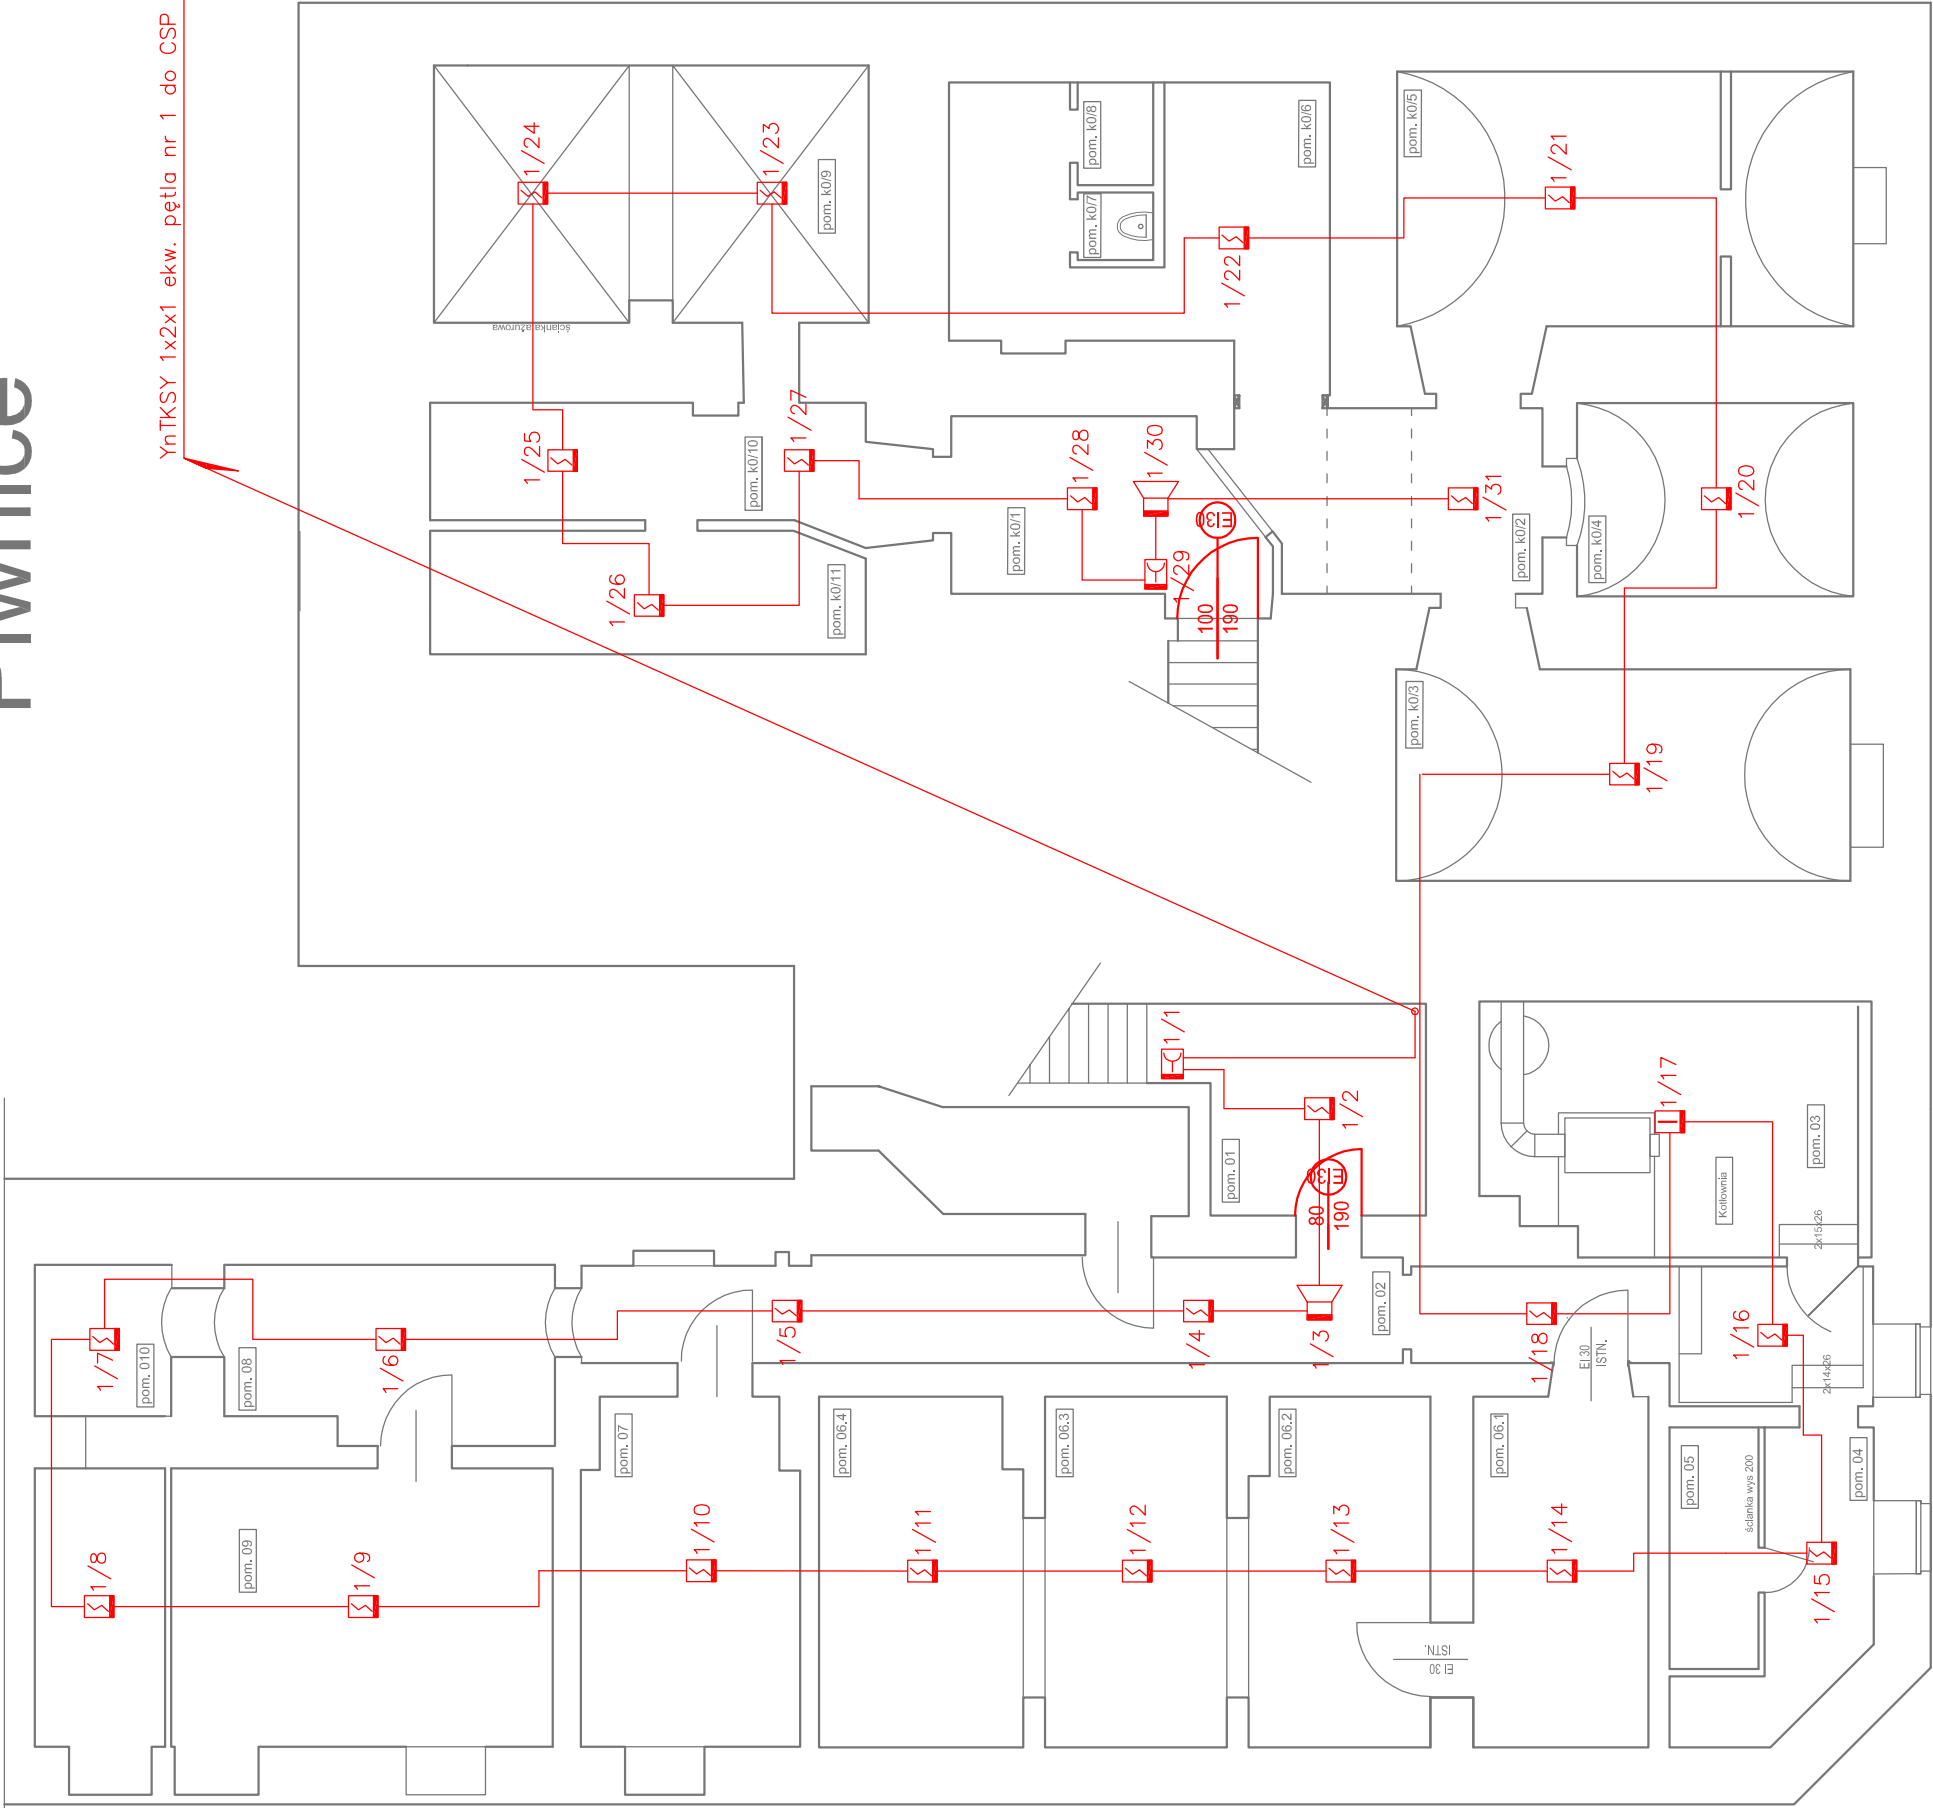 Piwnice
YnTKSY 1x2x1 ekw. pętla nr 1 do CSP
1/24
1/23
pom. k0/9
ścianka ażurowa
pom. k0/8
pom. k0/7
pom. k0/6
pom. k0/5
1/21
1/22
1/25
1/27
pom. k0/10
1/26
pom. k0/11
1/28
1/30
pom. k0/1
EI30
1/29
100
190
1/31
pom. k0/2
pom. k0/4
1/20
pom. k0/3
1/19
1/1
1/2
pom. 01
EI30
80
190
1/17
pom. 03
Kotłownia
2x15x26
1/7
pom. 010
pom. 08
1/6
1/5
1/4
1/3
pom. 02
1/18
EI30
ISTN.
1/16
2x14x26
pom. 07
pom. 06.4
pom. 06.3
pom. 06.2
pom. 06.1
pom. 05
ścianka wys 200
pom. 04
1/8
pom. 09
1/9
1/10
1/11
1/12
1/13
1/14
1/15
EI 30
ISTN.